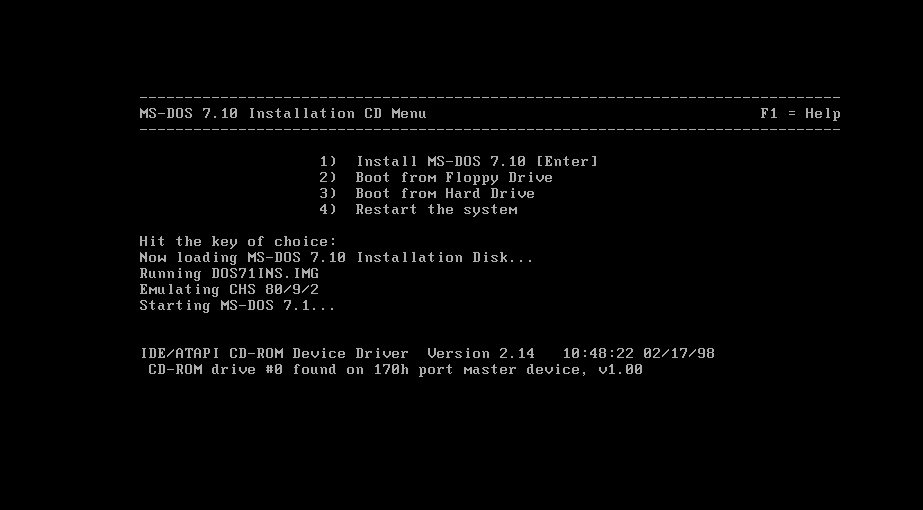 ------------------------------------------------------------------------------
MS-DOS 7.10 Installation CD Menu                                     F1 = Help
------------------------------------------------------------------------------
1)  Install MS-DOS 7.10 [Enter]
2)  Boot from Floppy Drive
3)  Boot from Hard Drive
4)  Restart the system
Hit the key of choice:
Now loading MS-DOS 7.10 Installation Disk...
Running DOS71INS.IMG
Emulating CHS 80/9/2
Starting MS-DOS 7.1...
IDE/ATAPI CD-ROM Device Driver  Version 2.14   10:48:22 02/17/98
CD-ROM drive #0 found on 170h port master device, v1.00